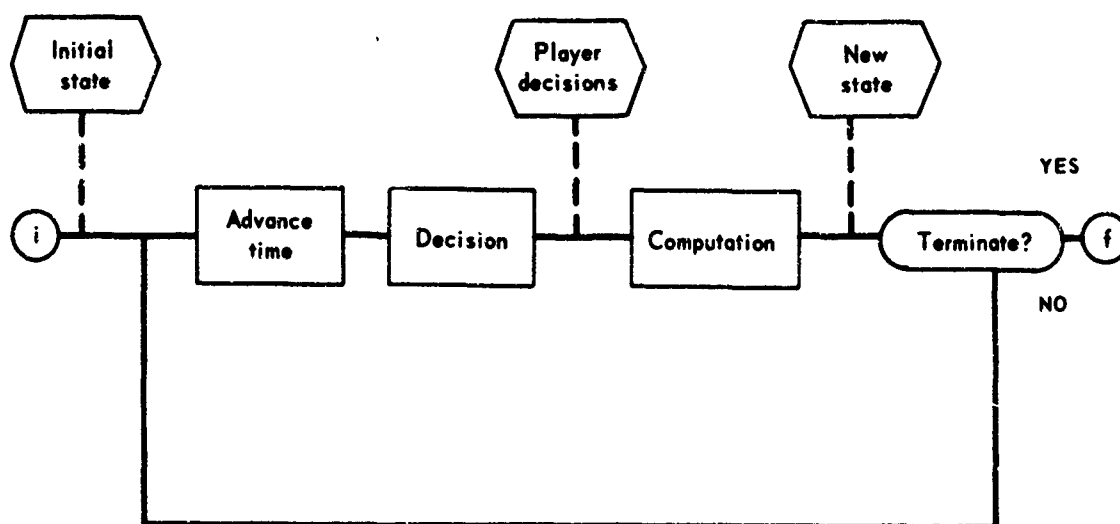 Initial
state
Player
decisions
New
state
YES
i
Advance
time
Decision
Computation
Terminate?
f
NO